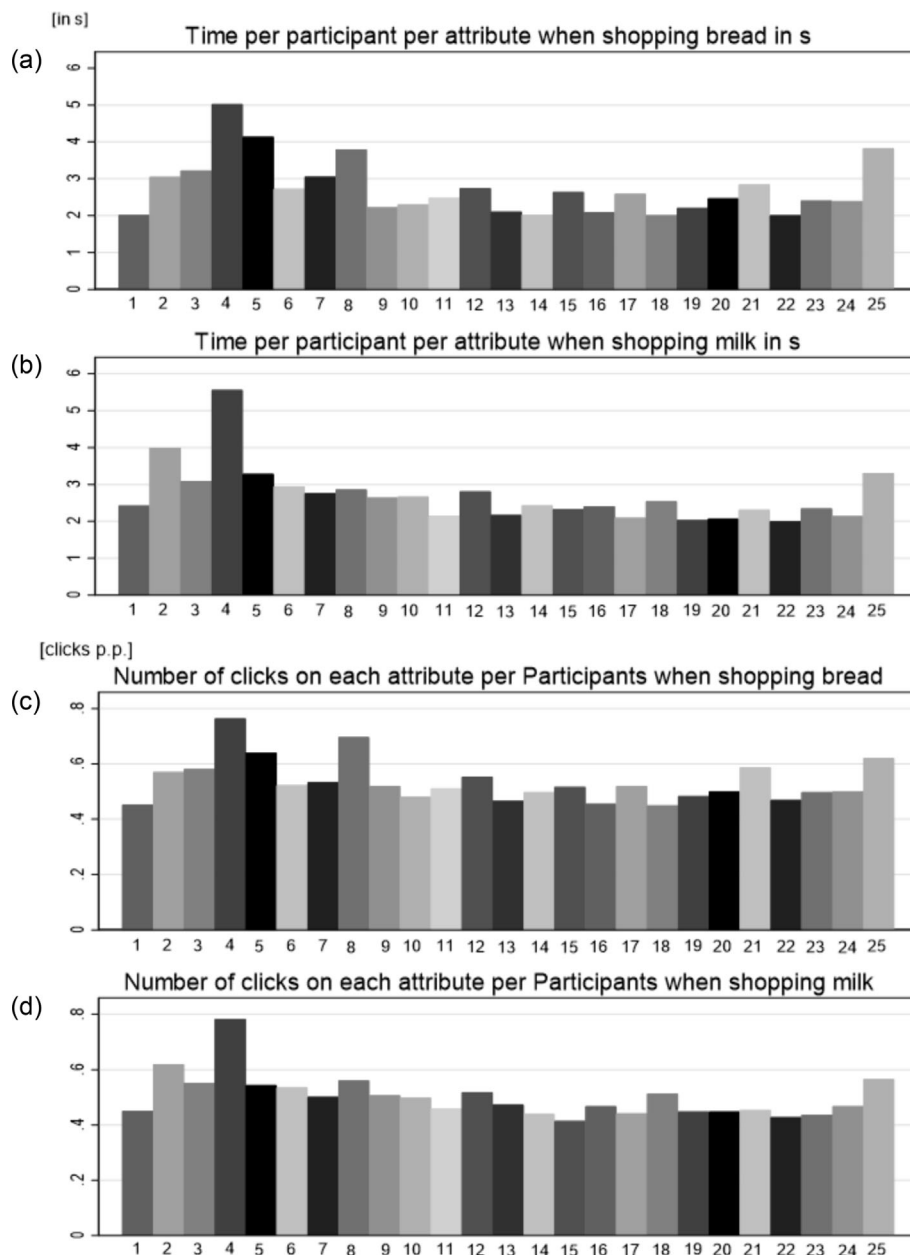 [in s]
Time per participant per attribute when shopping bread in s
(a)
6
5
4
3
2
1
0
1 2 3 4 5 6 7 8 9 10 11 12 13 14 15 16 17 18 19 20 21 22 23 24 25
Time per participant per attribute when shopping milk in s
(b)
6
5
4
3
2
1
0
1 2 3 4 5 6 7 8 9 10 11 12 13 14 15 16 17 18 19 20 21 22 23 24 25
[clicks p.p.]
Number of clicks on each attribute per Participants when shopping bread
(c)
.8
.6
.4
.2
0
1 2 3 4 5 6 7 8 9 10 11 12 13 14 15 16 17 18 19 20 21 22 23 24 25
Number of clicks on each attribute per Participants when shopping milk
(d)
.8
.6
.4
.2
0
1 2 3 4 5 6 7 8 9 10 11 12 13 14 15 16 17 18 19 20 21 22 23 24 25